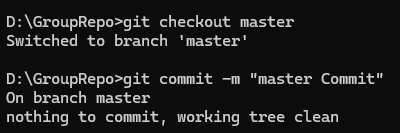 D:\GroupRepo>git checkout master
Switched to branch 'master'
D:\GroupRepo>git commit -m "master Commit"
On branch master
nothing to commit, working tree clean